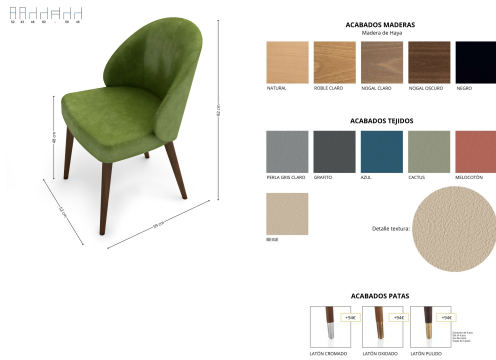 ACABADOS MADERAS
Madera de Haya
NATURAL
ROBLE CLARO
NOGAL CLARO
NOGAL OSCURO
NEGRO
ACABADOS TEJIDOS
PERLA GRIS CLARO
GRAFITO
AZUL
CACTUS
MELOCOTÓN
BEIGE
Detalle textura:
ACABADOS PATAS
+94€
+94€
+94€
LATÓN CROMADO
LATÓN OXIDADO
LATÓN PULIDO